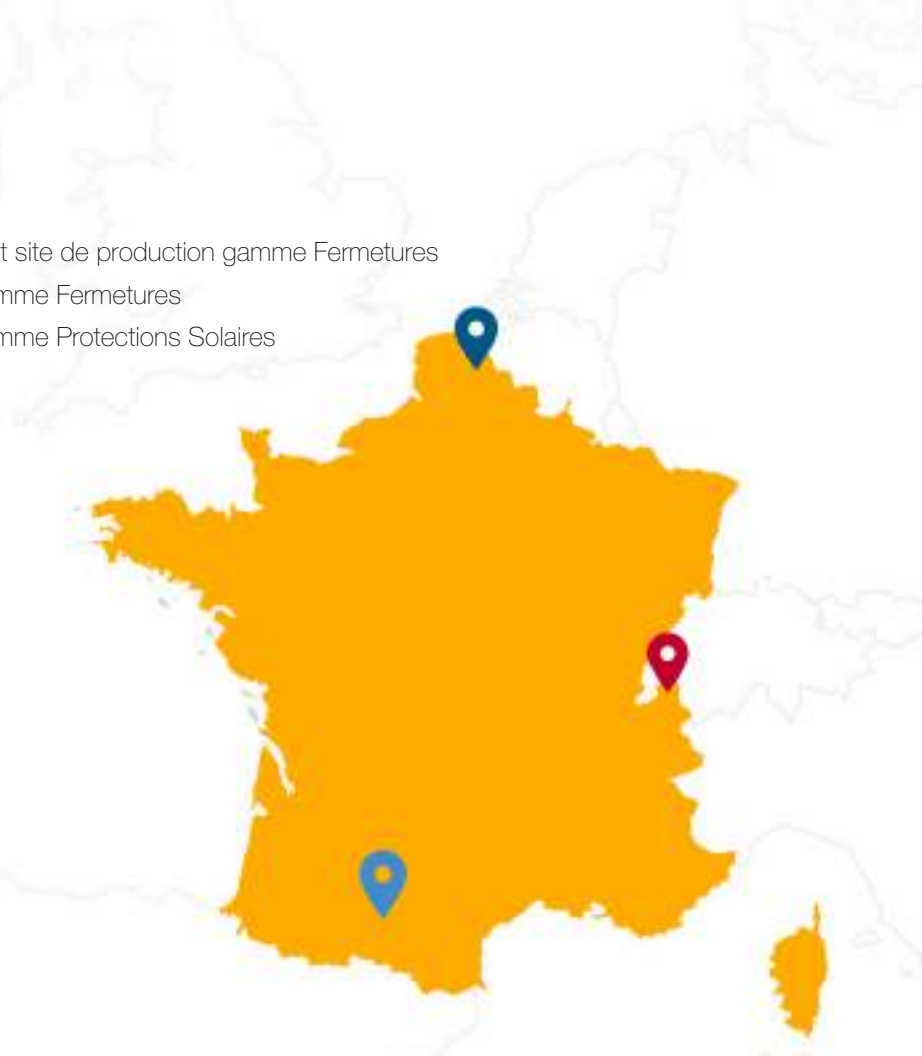 t site de production gamme Fermetures
mme Fermetures
mme Protections Solaires